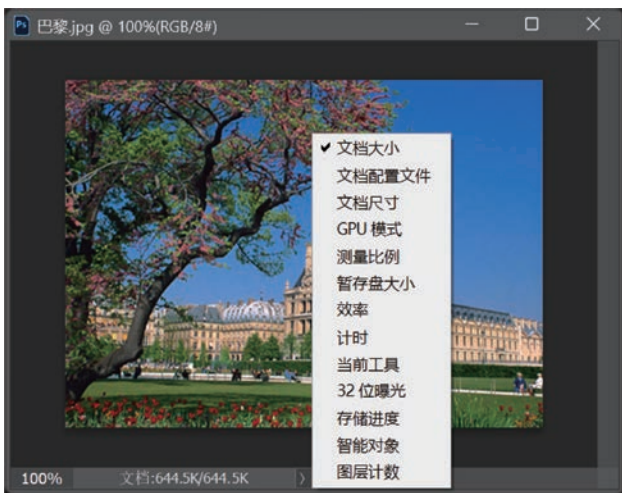 Ps 巴黎.jpg @ 100%(RGB/8#)
文档大小
文档配置文件
文档尺寸
GPU 模式
测量比例
暂存盘大小
效率
计时
当前工具
32 位曝光
存储进度
智能对象
图层计数
100% 文档:644.5K/644.5K